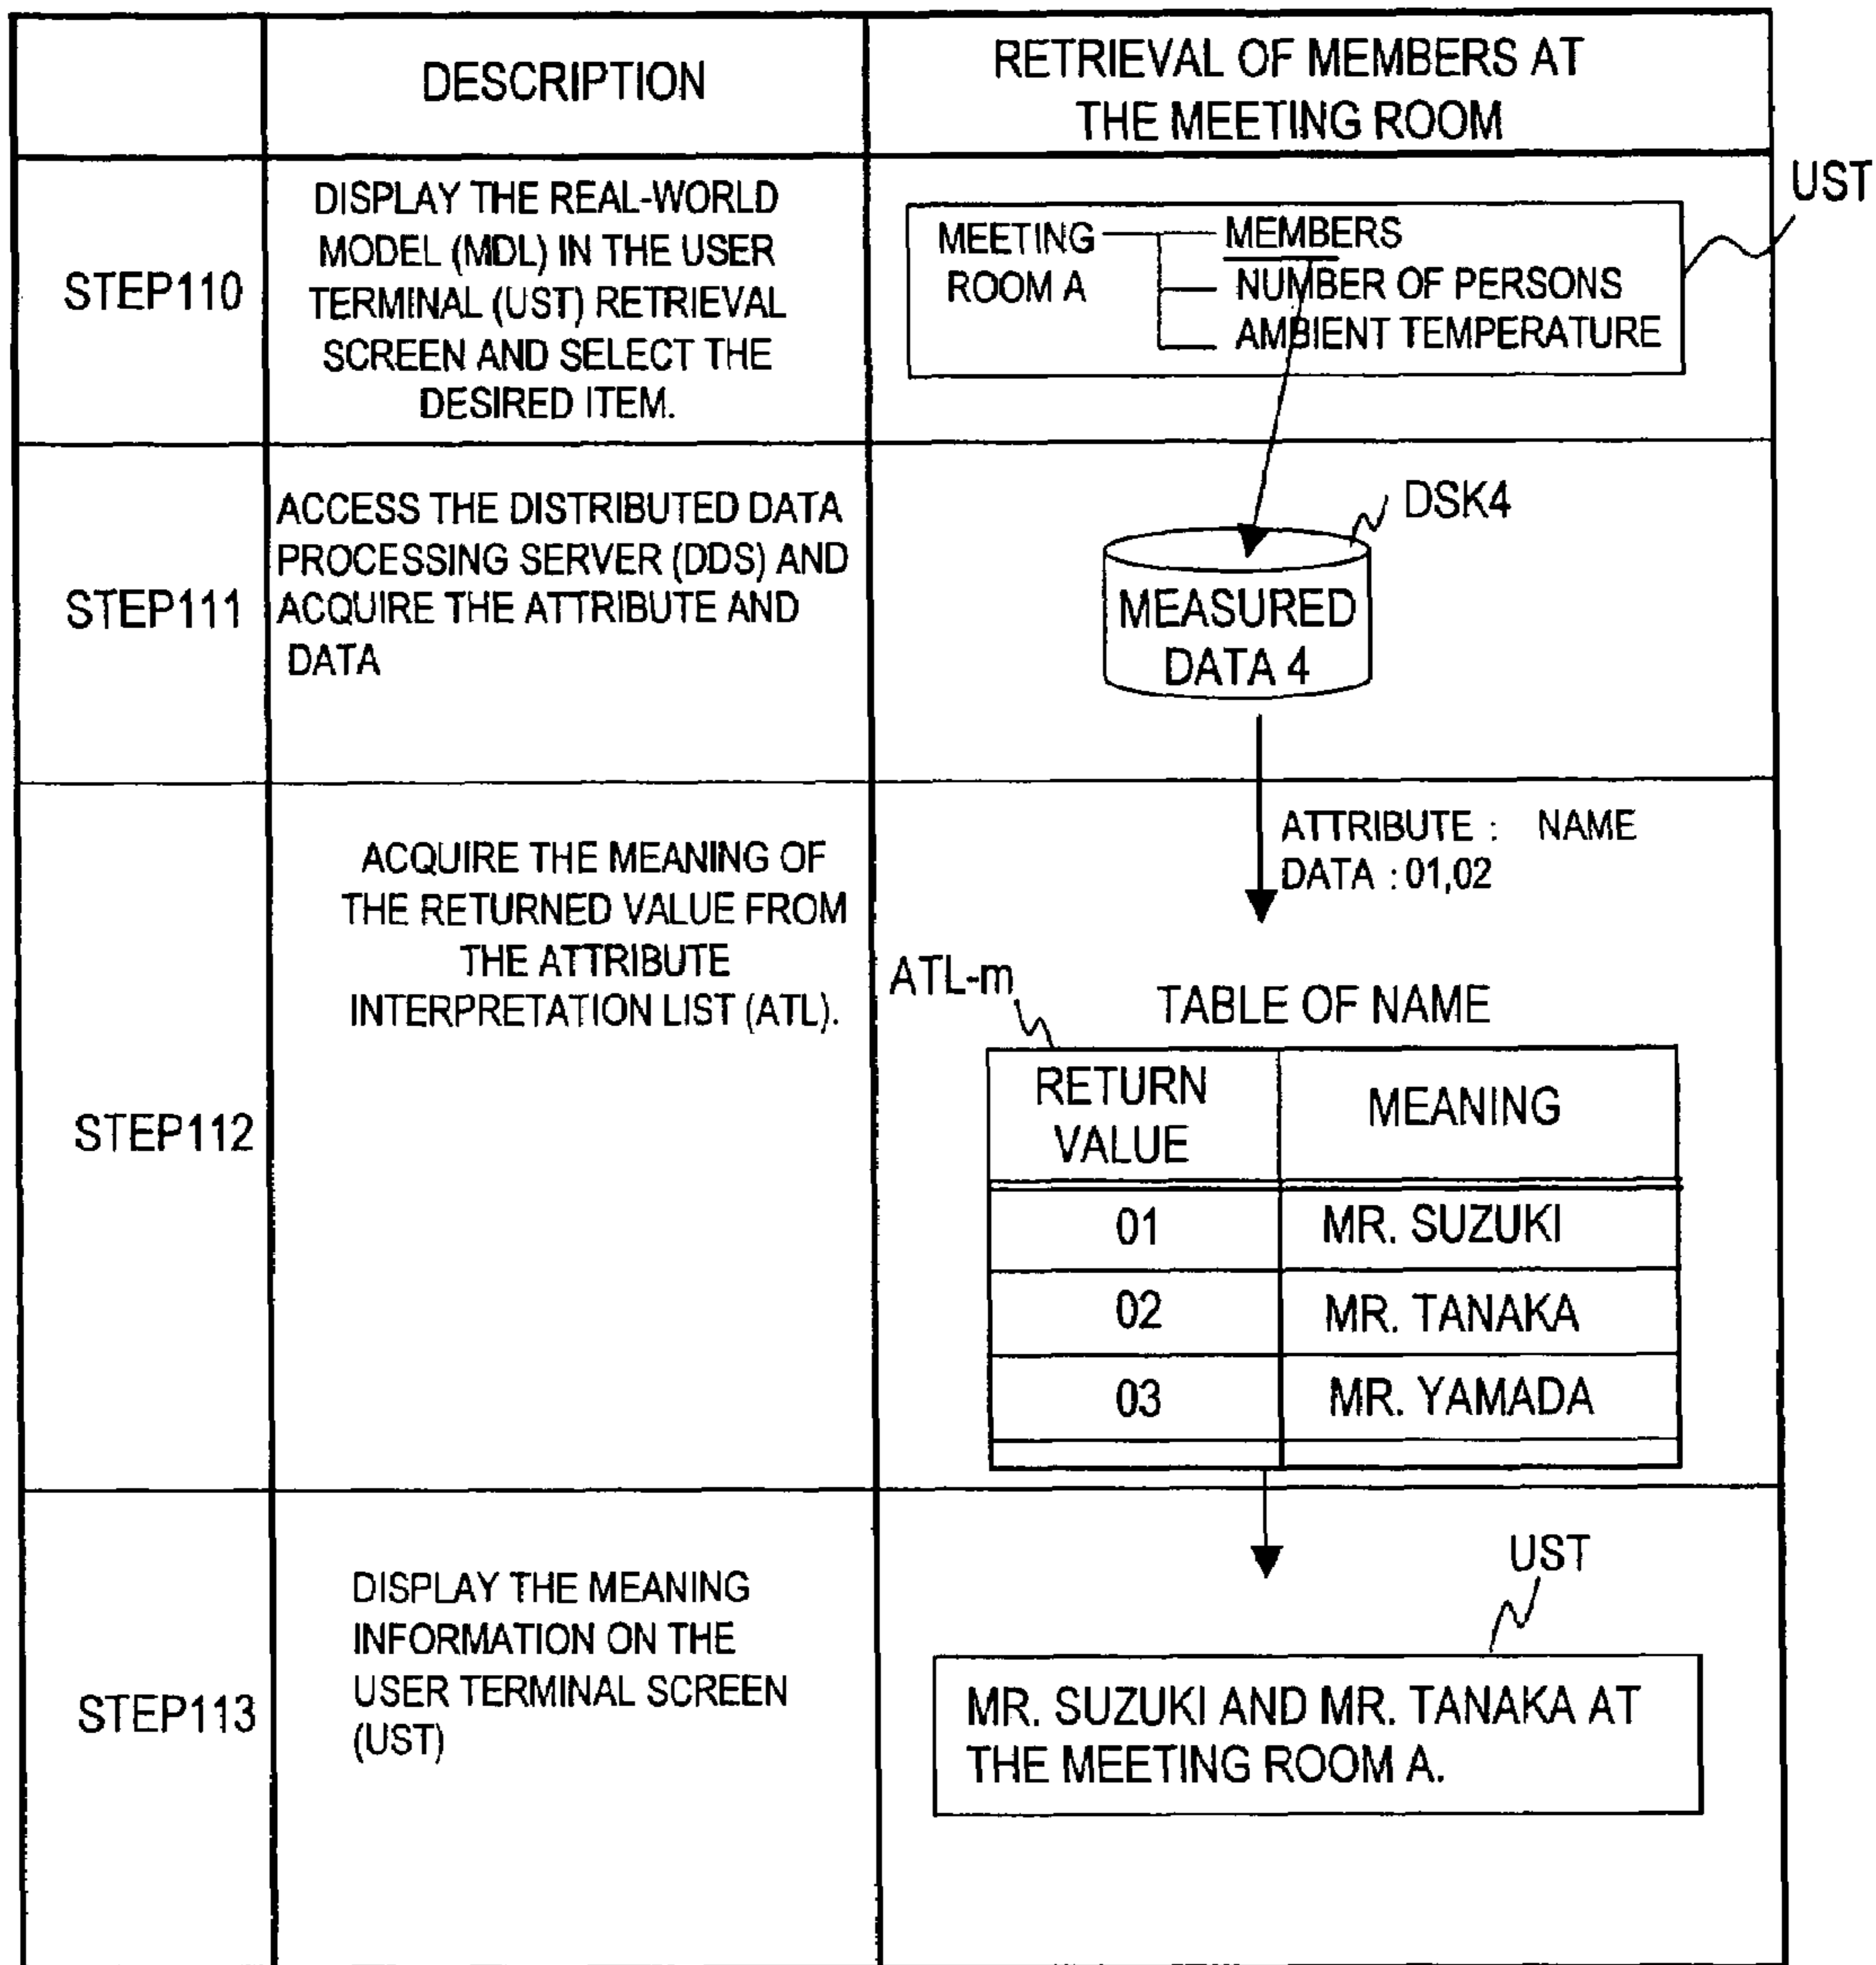 DESCRIPTION
RETRIEVAL OF MEMBERS AT
THE MEETING ROOM
STEP110
DISPLAY THE REAL-WORLD
MODEL (MDL) IN THE USER
TERMINAL (UST) RETRIEVAL
SCREEN AND SELECT THE
DESIRED ITEM.
UST
MEETING
ROOM A
MEMBERS
NUMBER OF PERSONS
AMBIENT TEMPERATURE
STEP111
ACCESS THE DISTRIBUTED DATA
PROCESSING SERVER (DDS) AND
ACQUIRE THE ATTRIBUTE AND
DATA
DSK4
MEASURED
DATA 4
STEP112
ACQUIRE THE MEANING OF
THE RETURNED VALUE FROM
THE ATTRIBUTE
INTERPRETATION LIST (ATL).
ATTRIBUTE : NAME
DATA : 01,02
ATL-m
TABLE OF NAME
RETURN
VALUE
MEANING
01 MR. SUZUKI
02 MR. TANAKA
03 MR. YAMADA
STEP113
DISPLAY THE MEANING
INFORMATION ON THE
USER TERMINAL SCREEN
(UST)
UST
MR. SUZUKI AND MR. TANAKA AT
THE MEETING ROOM A.